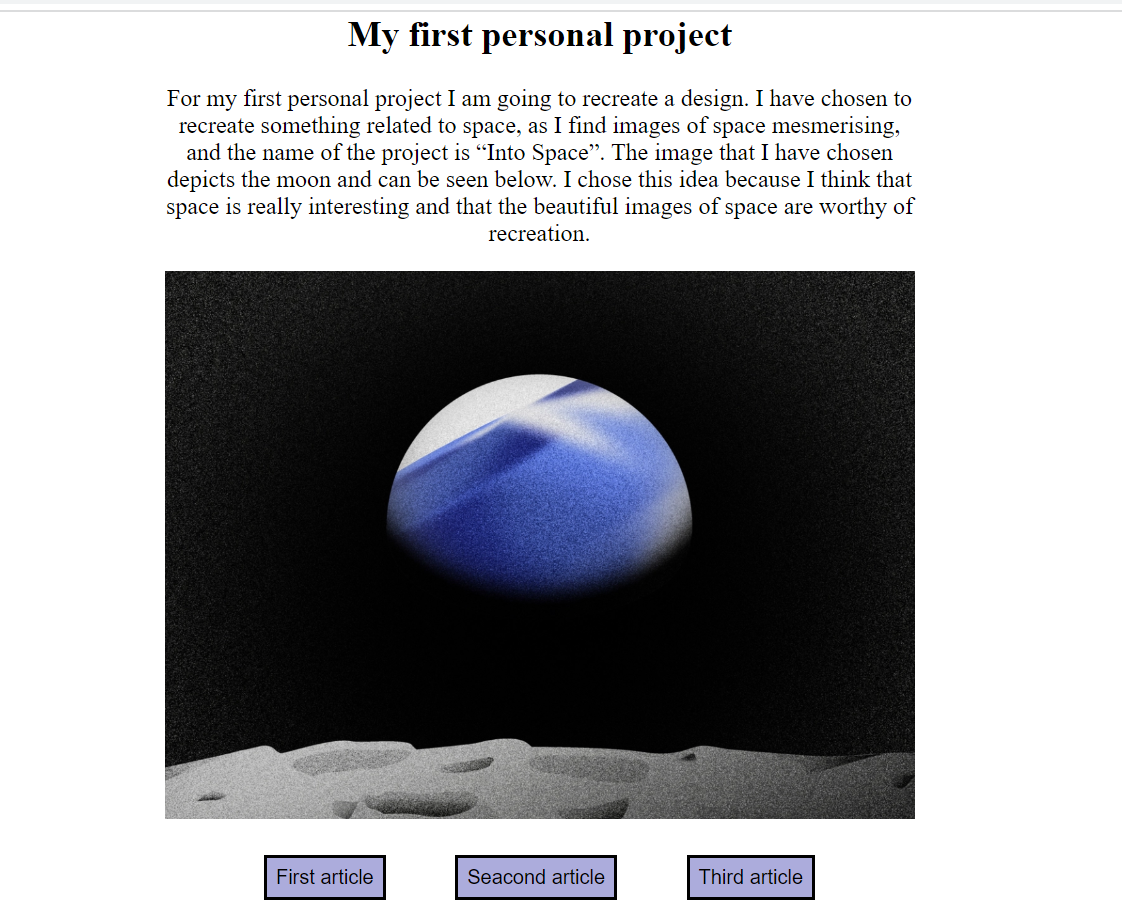 My first personal project
For my first personal project I am going to recreate a design. I have chosen to
recreate something related to space, as I find images of space mesmerising,
and the name of the project is “Into Space”. The image that I have chosen
depicts the moon and can be seen below. I chose this idea because I think that
space is really interesting and that the beautiful images of space are worthy of
recreation.
First article
Seacond article
Third article